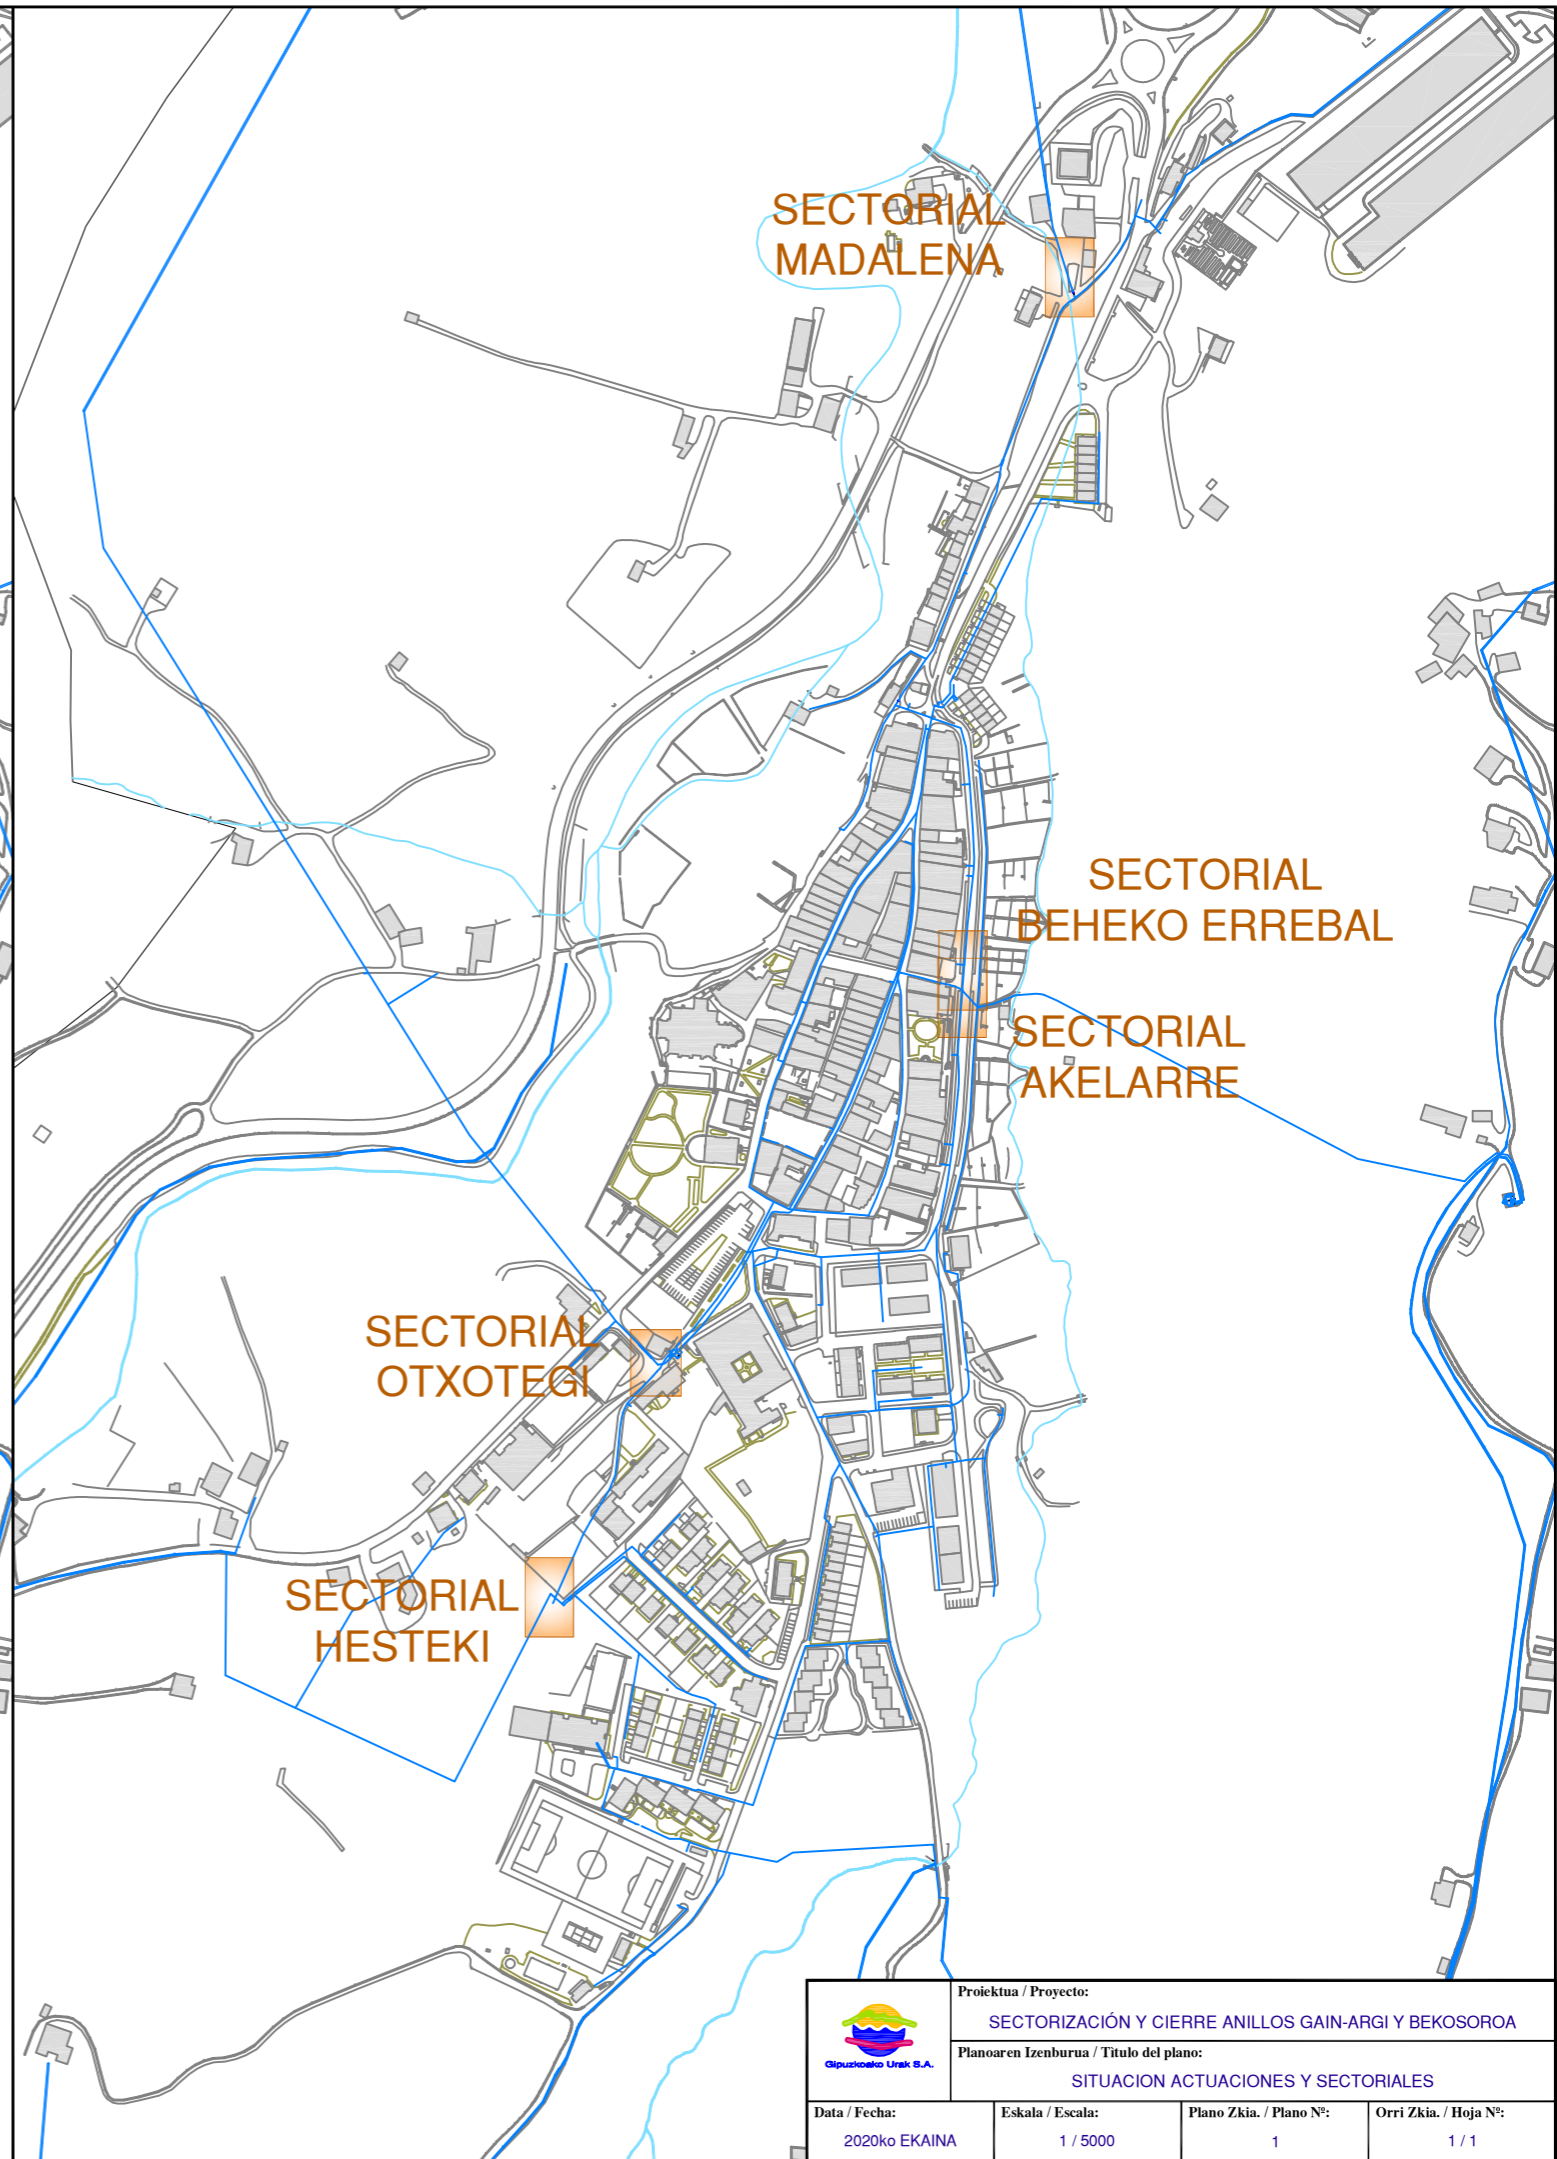 SECTORIAL
MADALENA
SECTORIAL
BEHEKO ERREBAL
SECTORIAL
AKELARRE
SECTORIAL
OTXOTEGI
SECTORIAL
HESTEKI
Gipuzkoako Urak S.A.
Proiektua / Proyecto:
SECTORIZACIÓN Y CIERRE ANILLOS GAIN-ARGI Y BEKOSOROA
Planoaren Izenburua / Titulo del plano:
SITUACION ACTUACIONES Y SECTORIALES
Data / Fecha:
2020ko EKAINA
Eskala / Escala:
1 / 5000
Plano Zkia. / Plano Nº:
1
Orri Zkia. / Hoja Nº:
1 / 1